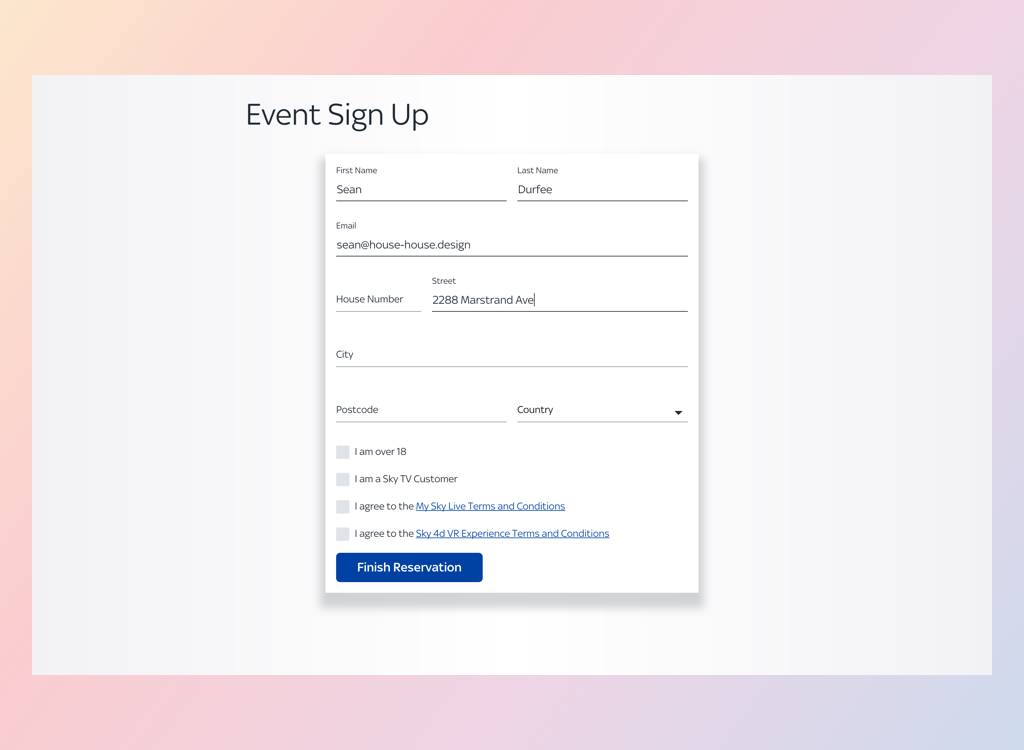 Event Sign Up
First Name
Last Name
Sean
Durfee
Email
sean@house-house.design
Street
House Number
2288 Marstrand Ave
City
Postcode
Country
I am over 18
I am a Sky TV Customer
I agree to the My Sky Live Terms and Conditions
I agree to the Sky 4d VR Experience Terms and Conditions
Finish Reservation